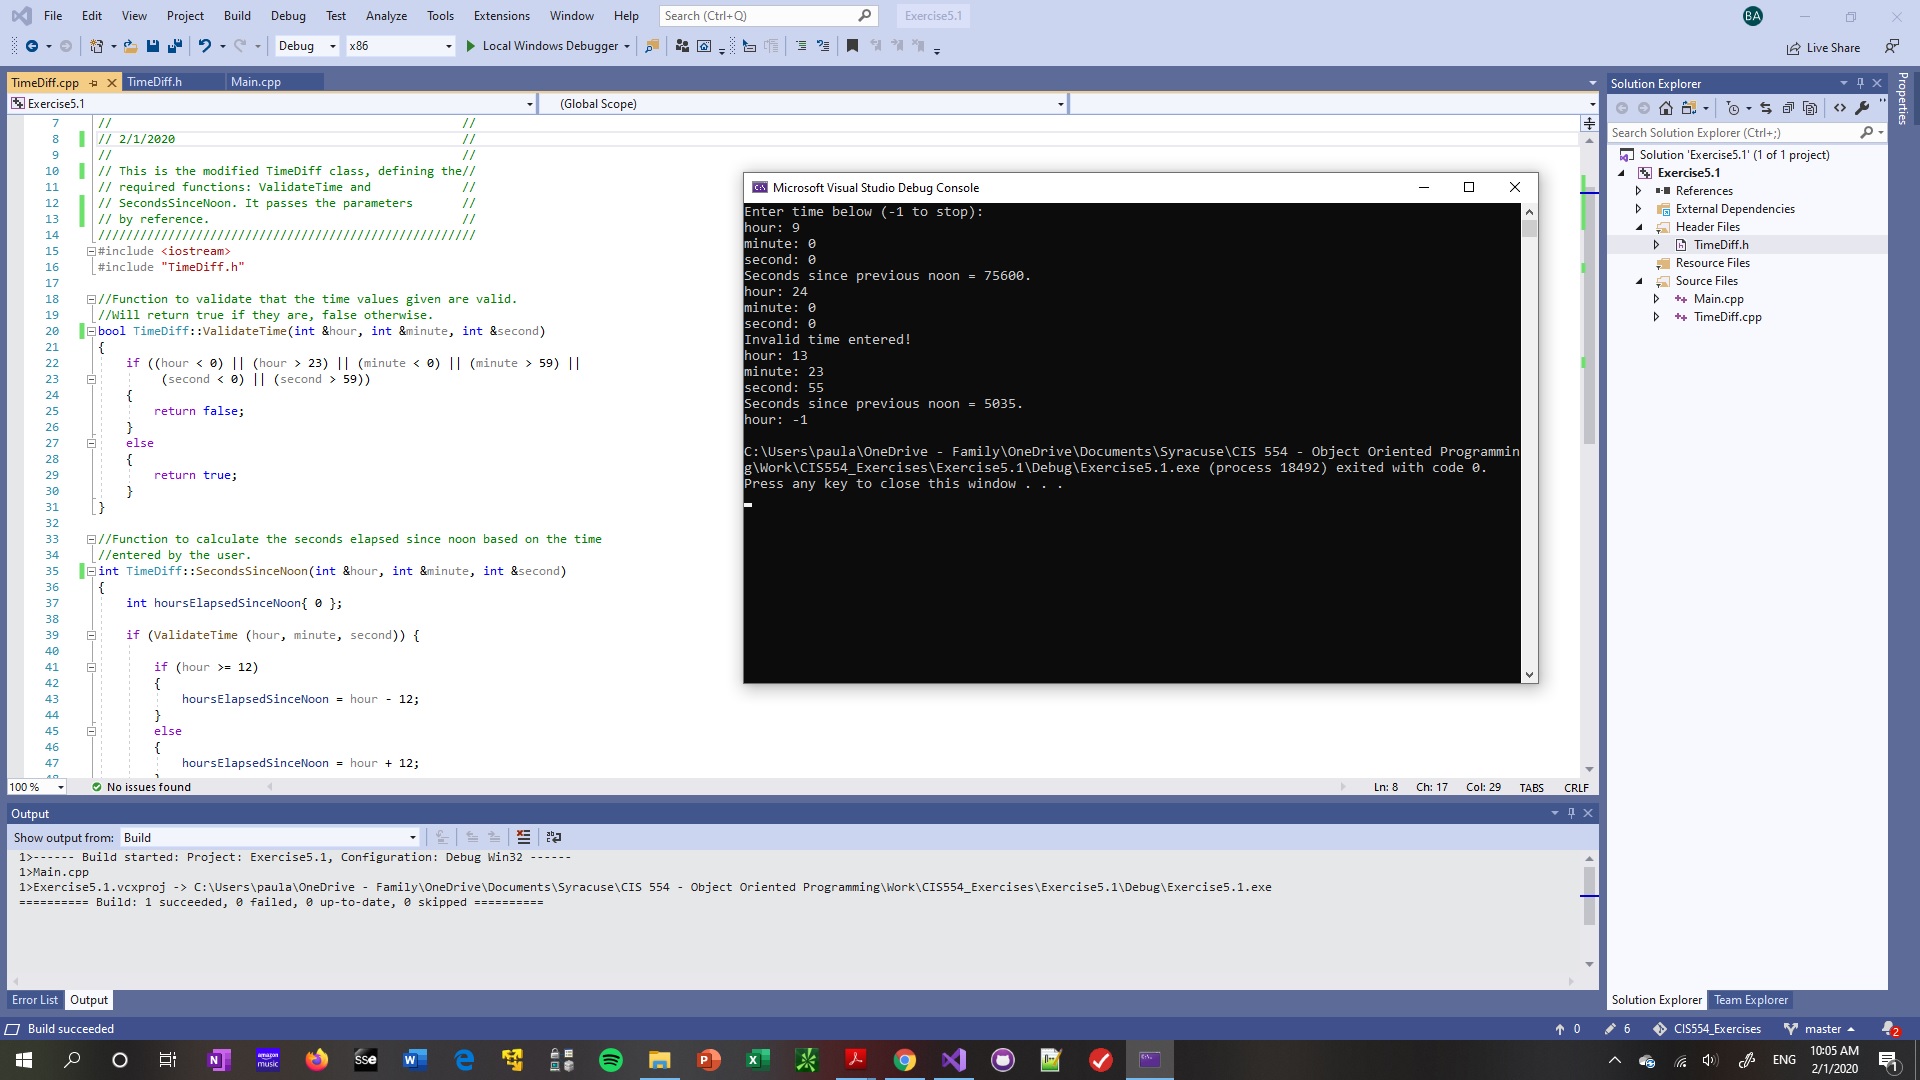 File Edit View Project Build Debug Test Analyze Tools Extensions Window Help Search (Ctrl+Q) Exercise5.1 BA
Debug x86 Local Windows Debugger Live Share
TimeDiff.cpp TimeDiff.h Main.cpp
Exercise5.1 (Global Scope)
7 // //
8 // 2/1/2020 //
9 // //
10 // This is the modified TimeDiff class, defining the//
11 // required functions: ValidateTime and //
12 // SecondsSinceNoon. It passes the parameters //
13 // by reference. //
14 //////////////////////////////////////////////////////
15 #include <iostream>
16 #include "TimeDiff.h"
17
18 //Function to validate that the time values given are valid.
19 //Will return true if they are, false otherwise.
20 bool TimeDiff::ValidateTime(int &hour, int &minute, int &second)
21 {
22 if ((hour < 0) || (hour > 23) || (minute < 0) || (minute > 59) ||
23 (second < 0) || (second > 59))
24 {
25 return false;
26 }
27 else
28 {
29 return true;
30 }
31 }
32
33 //Function to calculate the seconds elapsed since noon based on the time
34 //entered by the user.
35 int TimeDiff::SecondsSinceNoon(int &hour, int &minute, int &second)
36 {
37 int hoursElapsedSinceNoon{ 0 };
38
39 if (ValidateTime (hour, minute, second)) {
40
41 if (hour >= 12)
42 {
43 hoursElapsedSinceNoon = hour - 12;
44 }
45 else
46 {
47 hoursElapsedSinceNoon = hour + 12;
100 % No issues found Ln: 8 Ch: 17 Col: 29 TABS CRLF
Microsoft Visual Studio Debug Console
Enter time below (-1 to stop):
hour: 9
minute: 0
second: 0
Seconds since previous noon = 75600.
hour: 24
minute: 0
second: 0
Invalid time entered!
hour: 13
minute: 23
second: 55
Seconds since previous noon = 5035.
hour: -1
C:\Users\paula\OneDrive - Family\OneDrive\Documents\Syracuse\CIS 554 - Object Oriented Programmin
g\Work\CIS554_Exercises\Exercise5.1\Debug\Exercise5.1.exe (process 18492) exited with code 0.
Press any key to close this window . . .
Solution Explorer
Search Solution Explorer (Ctrl+;)
Solution 'Exercise5.1' (1 of 1 project)
Exercise5.1
References
External Dependencies
Header Files
TimeDiff.h
Resource Files
Source Files
Main.cpp
TimeDiff.cpp
Properties
Output
Show output from: Build
1>------ Build started: Project: Exercise5.1, Configuration: Debug Win32 ------
1>Main.cpp
1>Exercise5.1.vcxproj -> C:\Users\paula\OneDrive - Family\OneDrive\Documents\Syracuse\CIS 554 - Object Oriented Programming\Work\CIS554_Exercises\Exercise5.1\Debug\Exercise5.1.exe
========== Build: 1 succeeded, 0 failed, 0 up-to-date, 0 skipped ==========
Error List Output
Solution Explorer Team Explorer
Build succeeded 0 6 CIS554_Exercises master 2
amazon music sse ENG 10:05 AM 1
2/1/2020